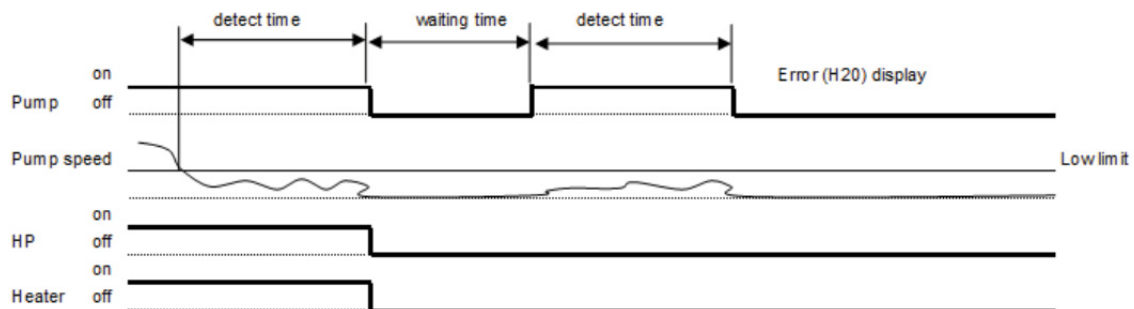 detect time waiting time detect time
on
Error (H20) display
Pump off
Pump speed
Low limit
on
HP off
on
Heater off